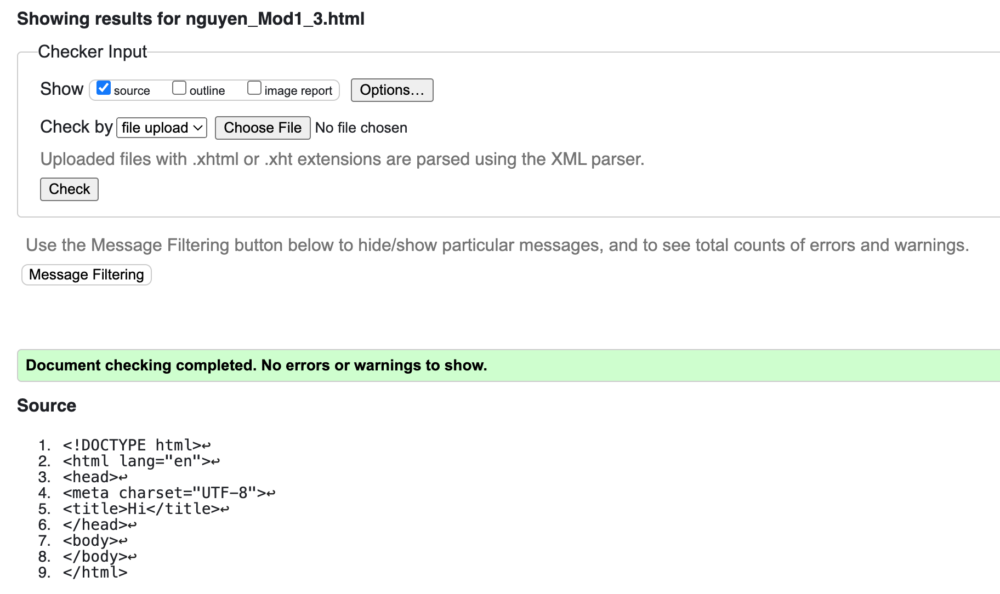 Showing results for nguyen_Mod1_3.html
Checker Input
Show source outline image report Options...
Check by file upload Choose File No file chosen
Uploaded files with .xhtml or .xht extensions are parsed using the XML parser.
Check
Use the Message Filtering button below to hide/show particular messages, and to see total counts of errors and warnings.
Message Filtering
Document checking completed. No errors or warnings to show.
Source
1. <!DOCTYPE html>↩
2. <html lang="en">↩
3. <head>↩
4. <meta charset="UTF-8">↩
5. <title>Hi</title>↩
6. </head>↩
7. <body>↩
8. </body>↩
9. </html>